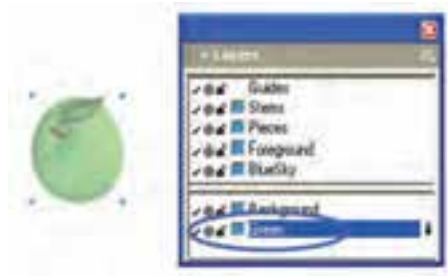 Layers
Guides
Stems
Pieces
Foreground
BlueSky
Background
Green